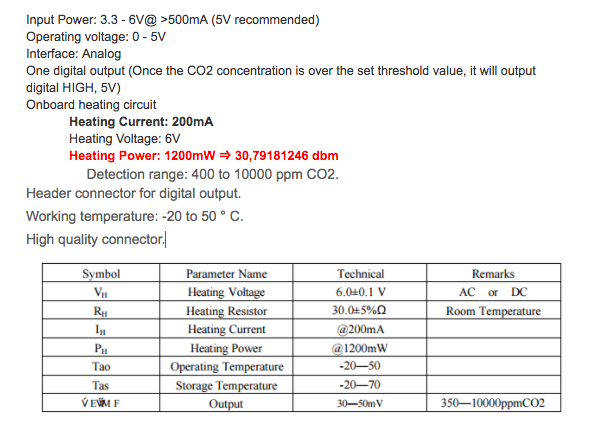 Input Power: 3.3 - 6V@ >500mA (5V recommended)
Operating voltage: 0 - 5V
Interface: Analog
One digital output (Once the CO2 concentration is over the set threshold value, it will output
digital HIGH, 5V)
Onboard heating circuit
Heating Current: 200mA
Heating Voltage: 6V
Heating Power: 1200mW ⇒ 30,79181246 dbm
Detection range: 400 to 10000 ppm CO2.
Header connector for digital output.
Working temperature: -20 to 50 ° C.
High quality connector.
Symbol Parameter Name Technical Remarks
VH Heating Voltage 6.0±0.1 V AC or DC
RH Heating Resistor 30.0±5%Ω Room Temperature
IH Heating Current @200mA
PH Heating Power @1200mW
Tao Operating Temperature -20—50
Tas Storage Temperature -20—70
Output 30—50mV 350—10000ppmCO2